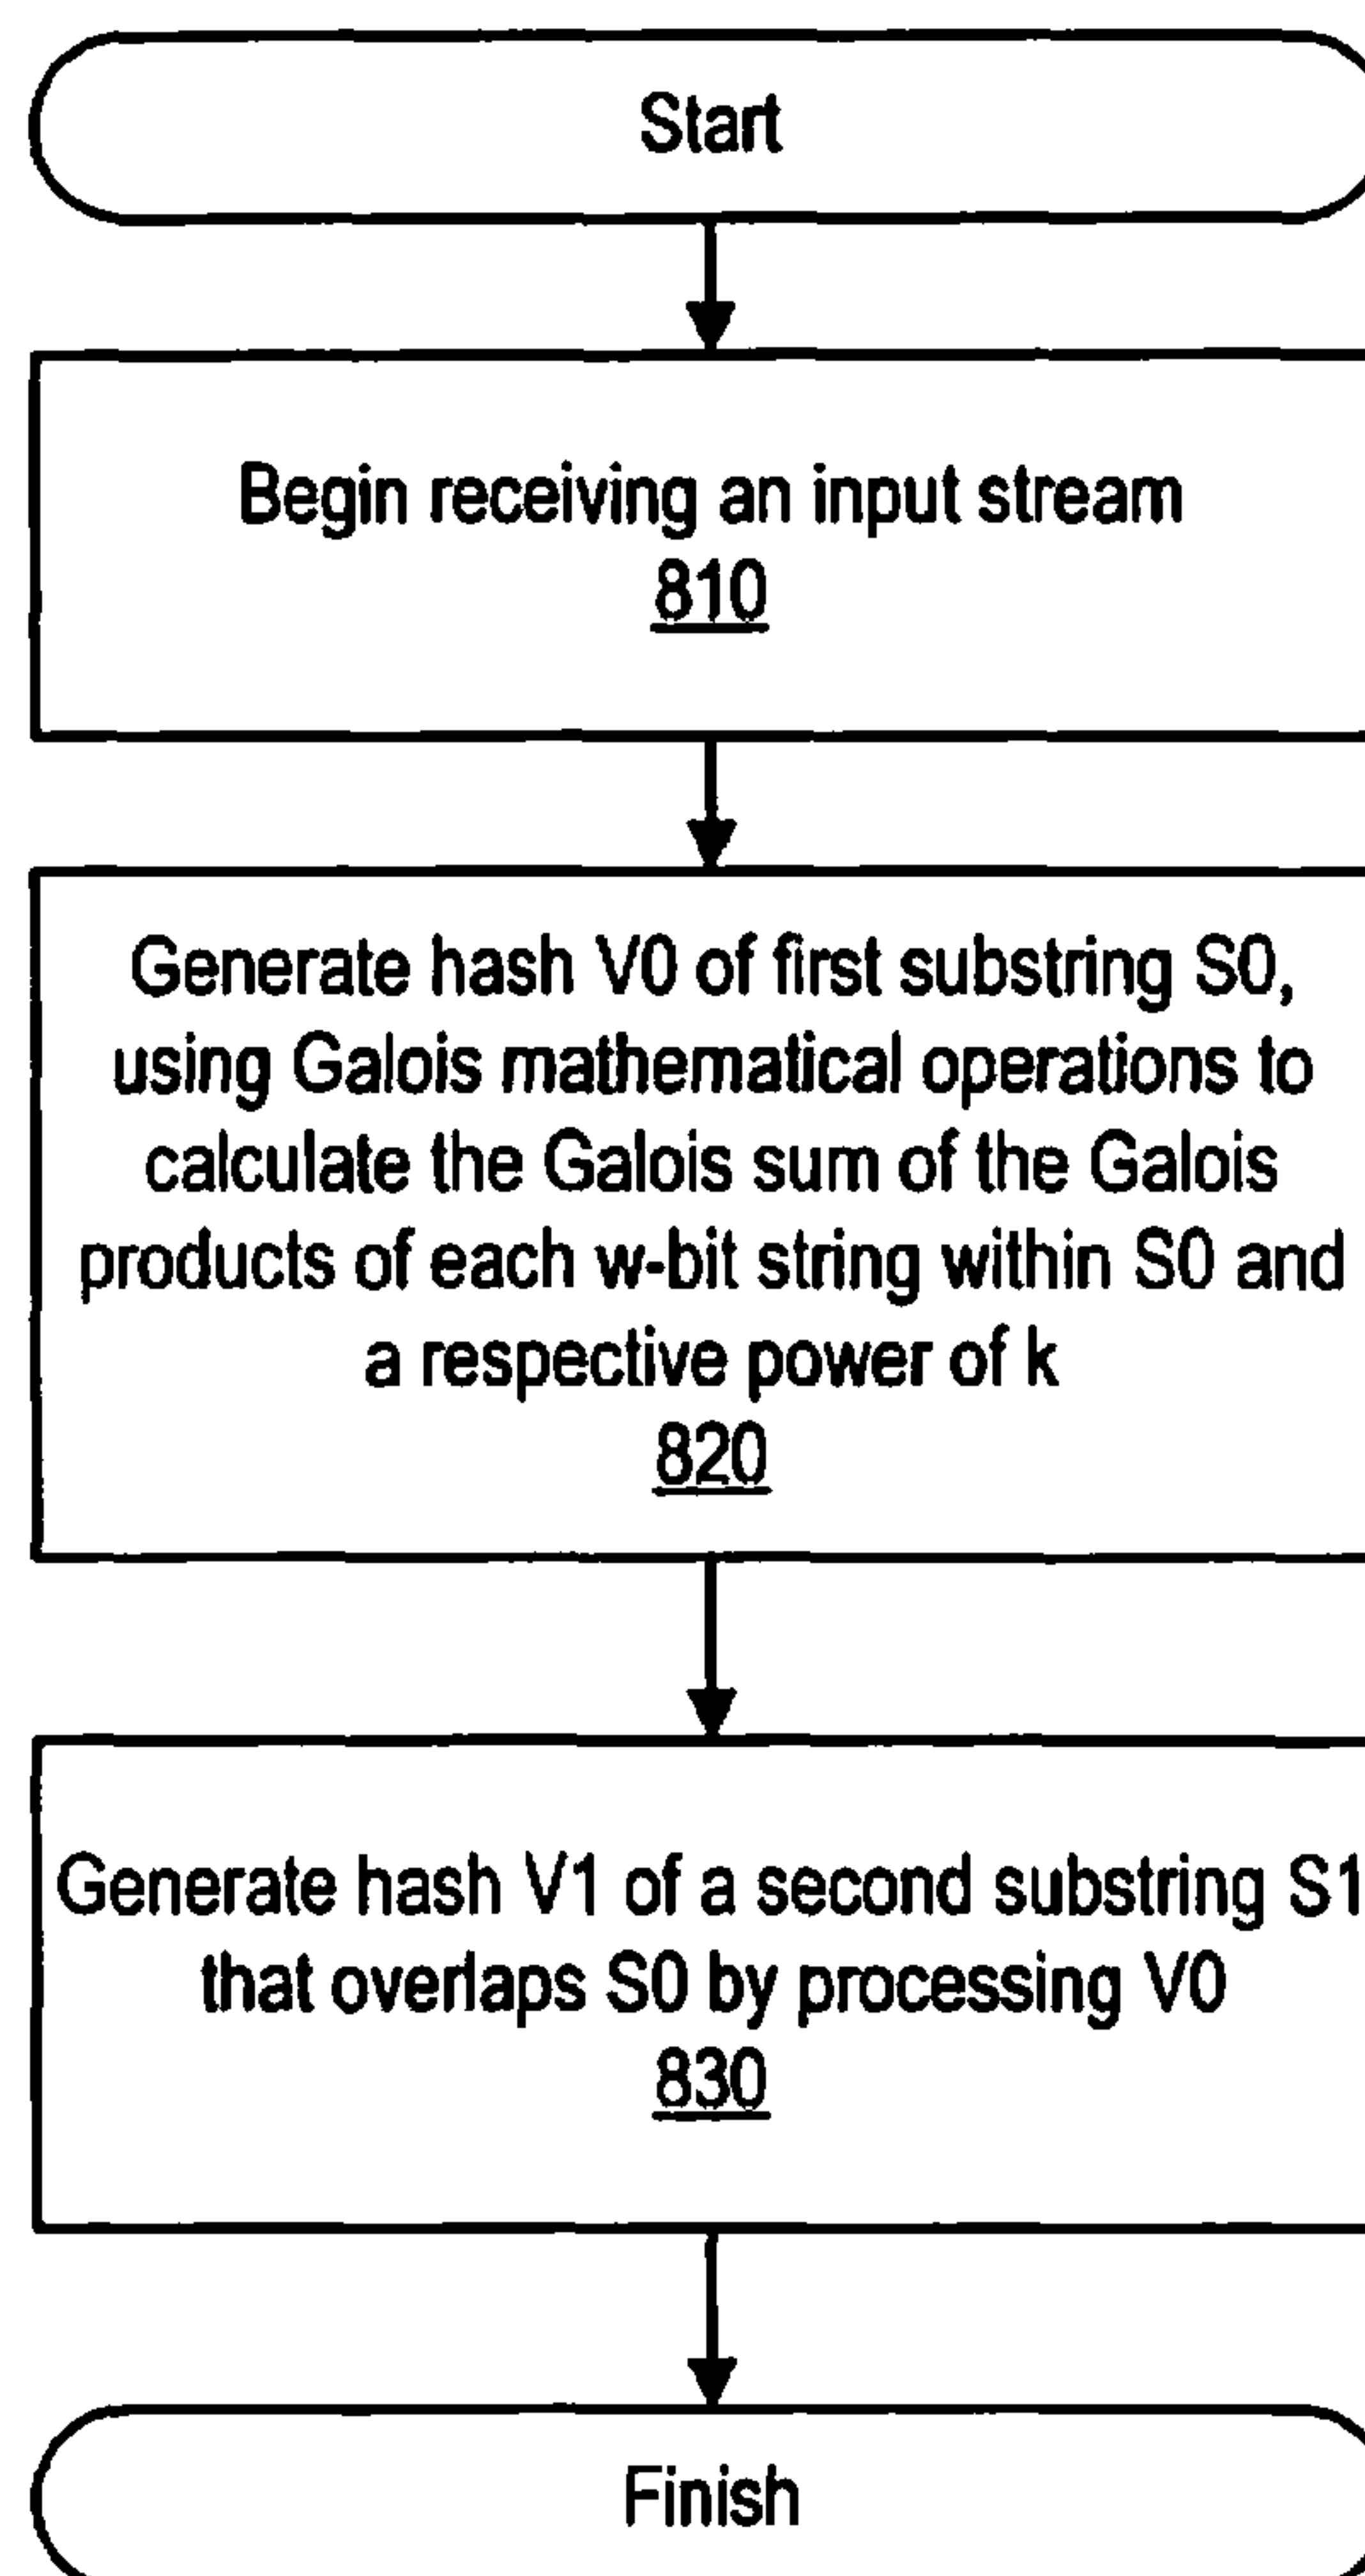 Start
Begin receiving an input stream
810
Generate hash V0 of first substring S0,
using Galois mathematical operations to
calculate the Galois sum of the Galois
products of each w-bit string within S0 and
a respective power of k
820
Generate hash V1 of a second substring S1
that overlaps S0 by processing V0
830
Finish